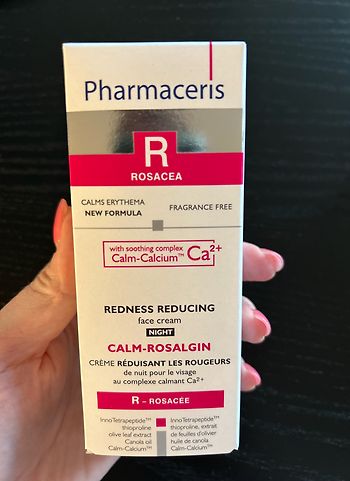 Pharmaceris
R
ROSACEA
CALMS ERYTHEMA
NEW FORMULA
FRAGRANCE FREE
with soothing complex
Calm-Calcium™ Ca²⁺
REDNESS REDUCING
face cream
NIGHT
CALM-ROSALGIN
CRÈME RÉDUISANT LES ROUGEURS
de nuit pour le visage
au complexe calmant Ca²⁺
R – ROSACÉE
InnoTetrapeptide™
thioproline
olive leaf extract
Canola oil
Calm-Calcium™
InnoTetrapeptide™
thioproline, extrait
de feuilles d'olivier
huile de canola
Calm-Calcium™